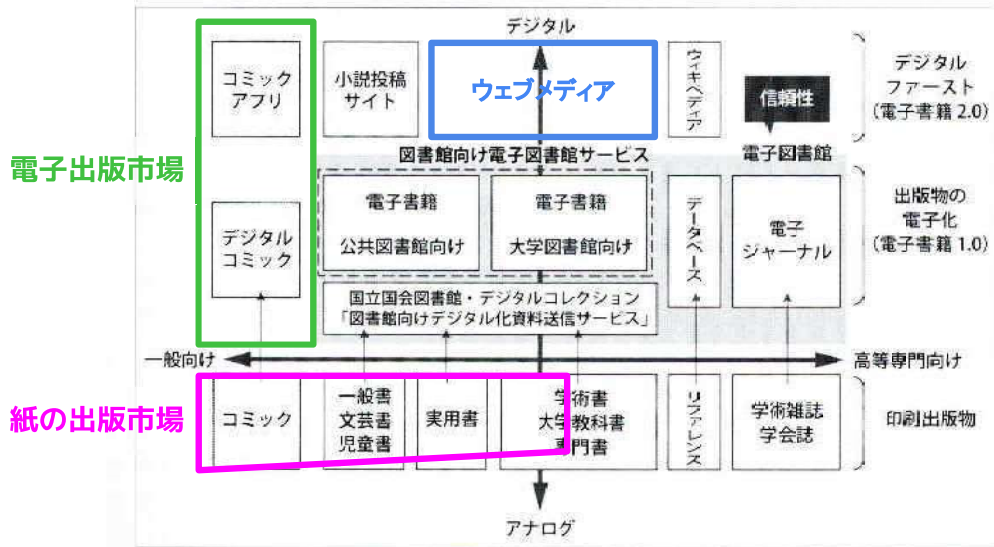 デジタル
コミック
アプリ
小説投稿
サイト
ウェブメディア
ウィキペディア
信頼性
デジタル
ファースト
(電子書籍 2.0)
電子出版市場
図書館向け電子図書館サービス
電子図書館
デジタル
コミック
電子書籍
公共図書館向け
電子書籍
大学図書館向け
データベース
電子
ジャーナル
出版物の
電子化
(電子書籍 1.0)
国立国会図書館・デジタルコレクション
「図書館向けデジタル化資料送信サービス」
一般向け
高等専門向け
紙の出版市場
コミック
一般書
文芸書
児童書
実用書
学術書
大学教科書
専門書
リファレンス
学術雑誌
学会誌
印刷出版物
アナログ